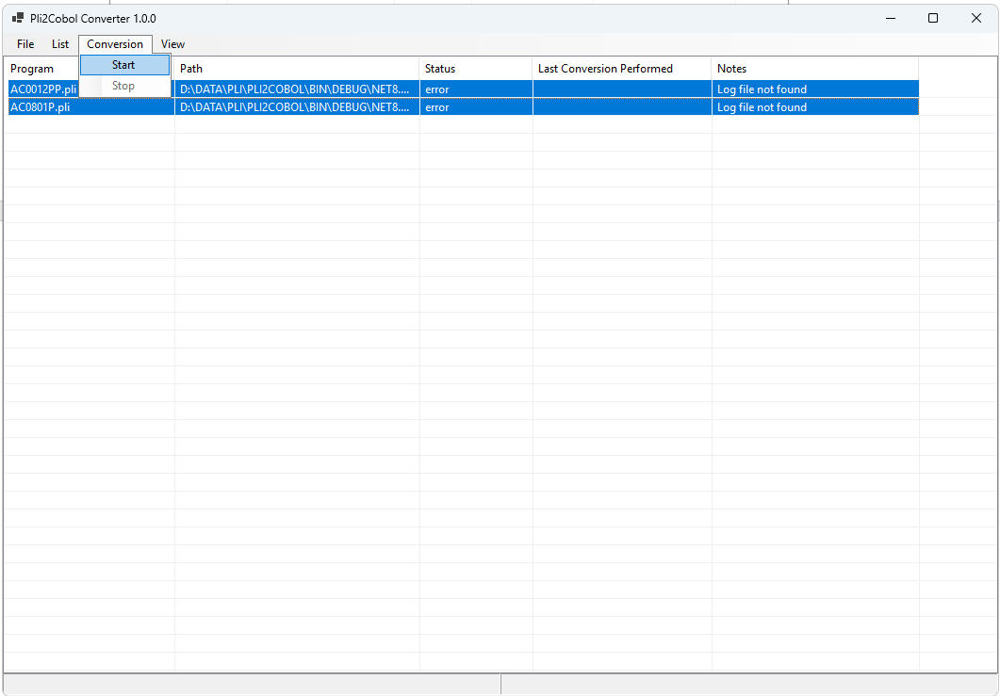 Pli2Cobol Converter 1.0.0
File List Conversion View
Start
Stop
Program Path Status Last Conversion Performed Notes
AC0012PP.pli D:\DATA\PLI\PLI2COBOL\BIN\DEBUG\NET8.... error Log file not found
AC0801P.pli D:\DATA\PLI\PLI2COBOL\BIN\DEBUG\NET8.... error Log file not found